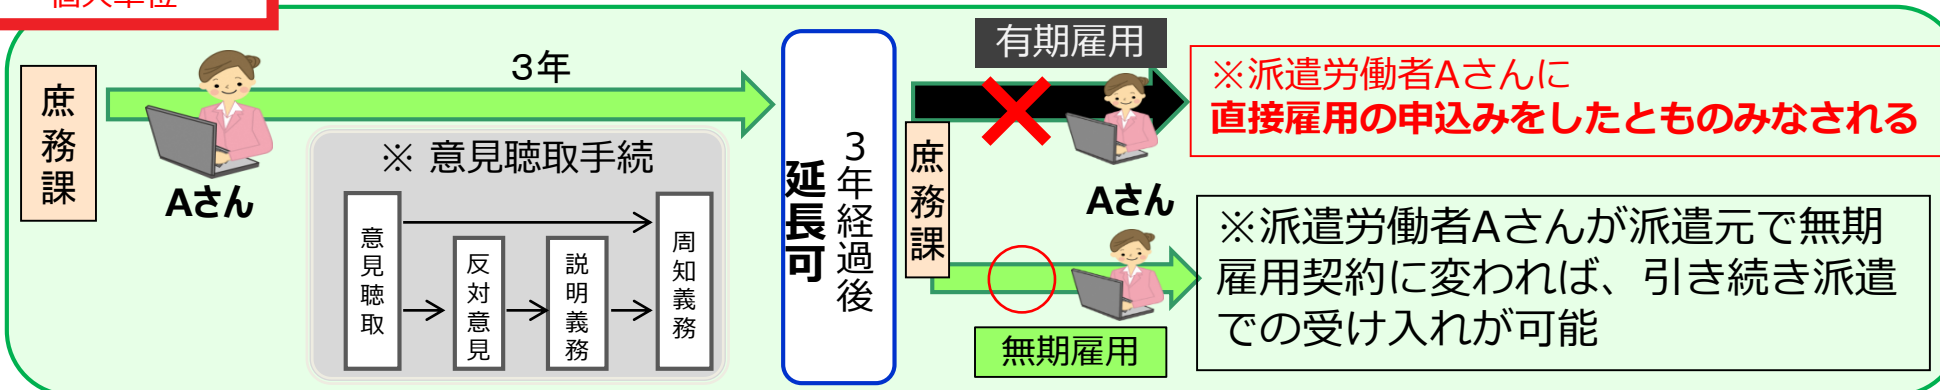 個人単位
庶務課
3年
Aさん
※ 意見聴取手続
意見聴取
反対意見
説明義務
周知義務
3年経過後
延長可
庶務課
有期雇用
Aさん
無期雇用
※派遣労働者Aさんに
直接雇用の申込みをしたとものみなされる
※派遣労働者Aさんが派遣元で無期
雇用契約に変われば、引き続き派遣
での受け入れが可能